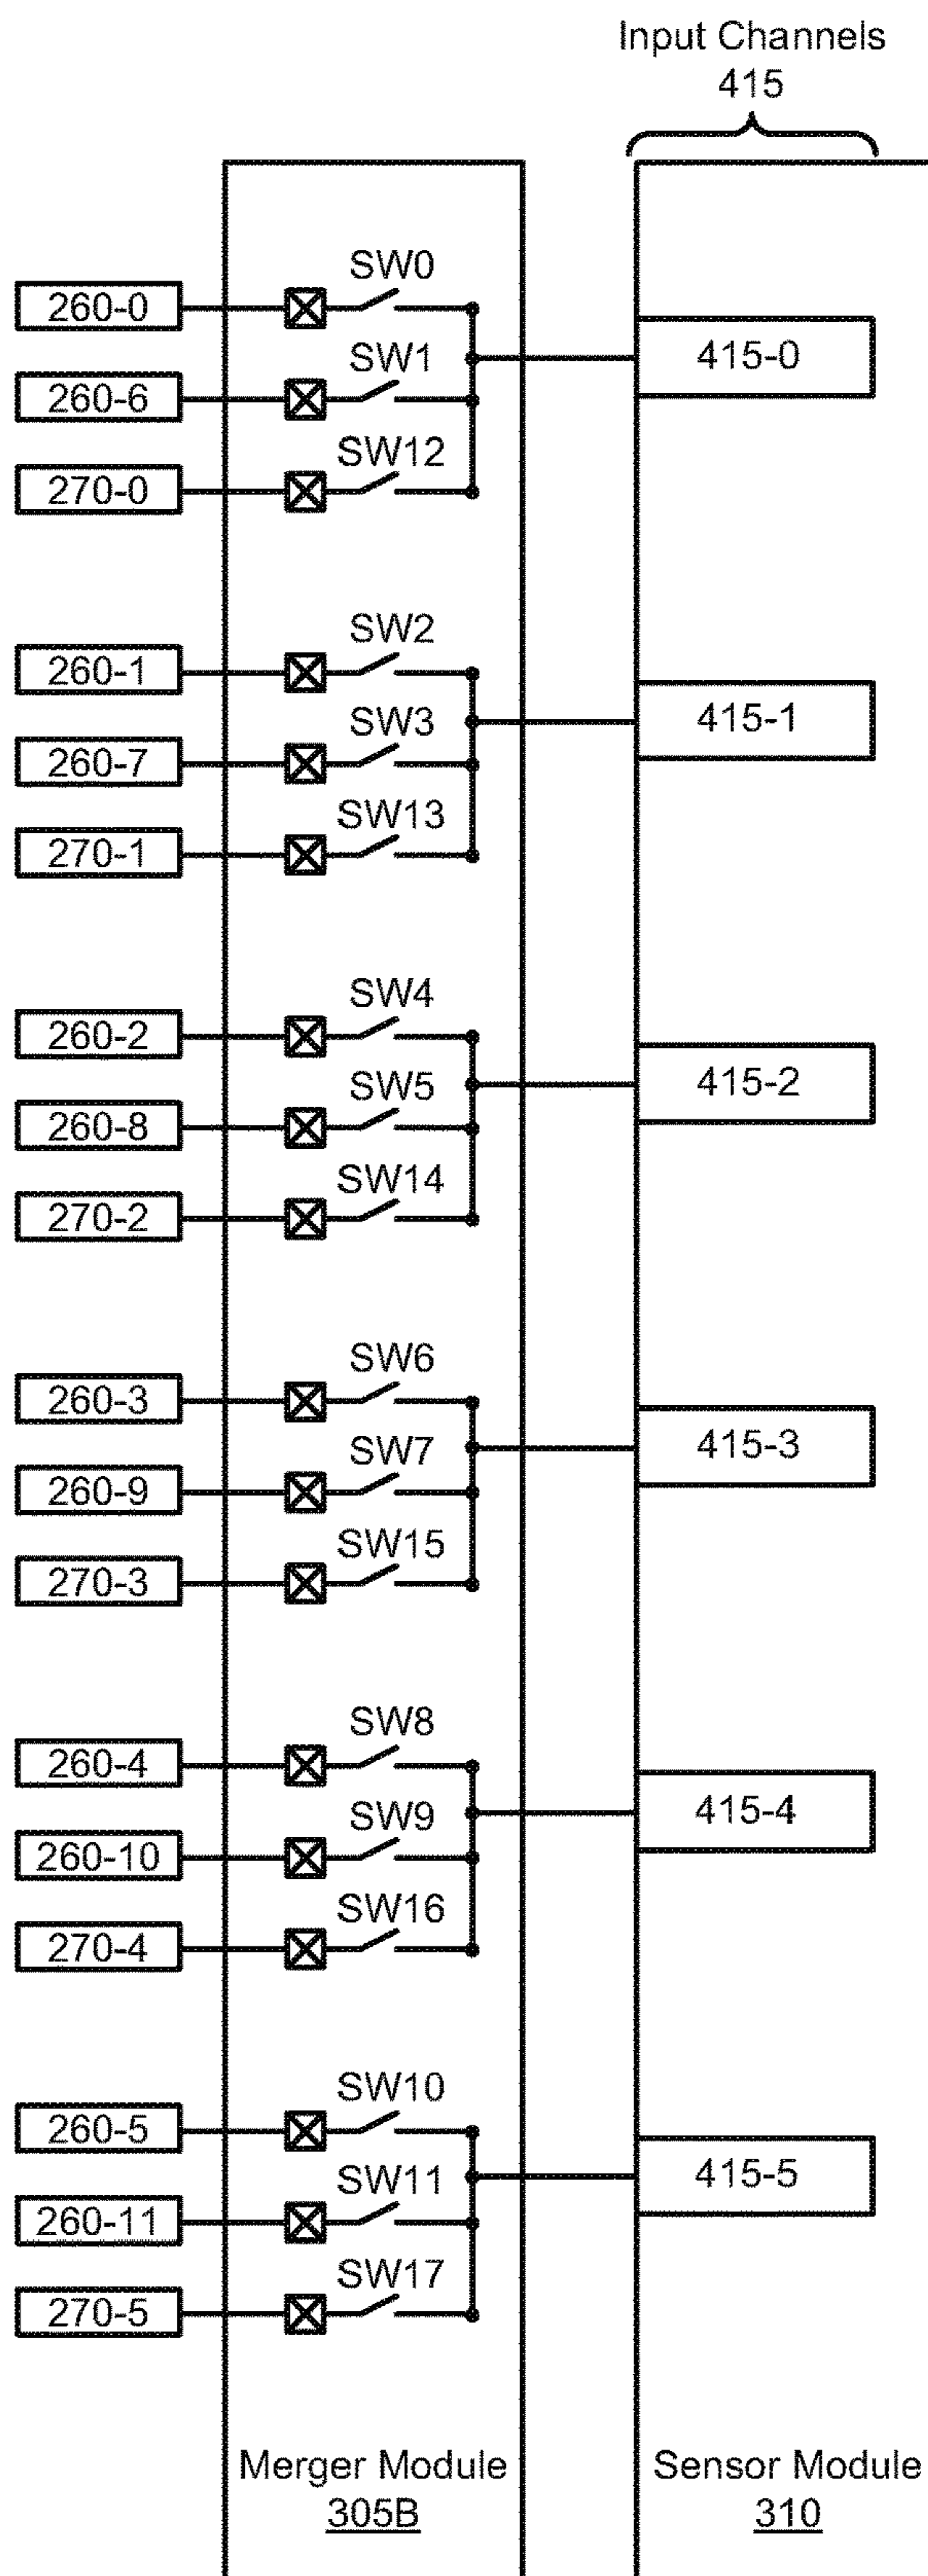 Input Channels
415
SW0
260-0
415-0
SW1
260-6
SW12
270-0
SW2
260-1
415-1
SW3
260-7
SW13
270-1
SW4
260-2
415-2
SW5
260-8
SW14
270-2
SW6
260-3
415-3
SW7
260-9
SW15
270-3
SW8
260-4
415-4
SW9
260-10
SW16
270-4
SW10
260-5
415-5
SW11
260-11
SW17
270-5
Merger Module
305B
Sensor Module
310